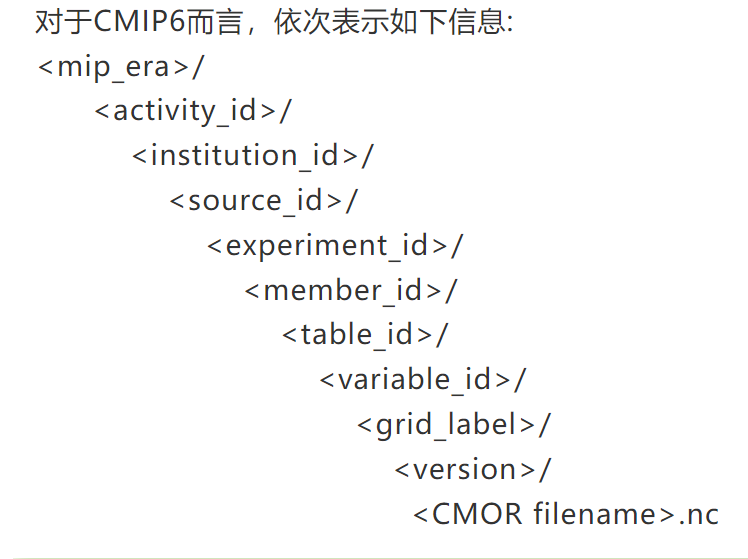 对于CMIP6而言，依次表示如下信息:
<mip_era>/
<activity_id>/
<institution_id>/
<source_id>/
<experiment_id>/
<member_id>/
<table_id>/
<variable_id>/
<grid_label>/
<version>/
<CMOR filename>.nc